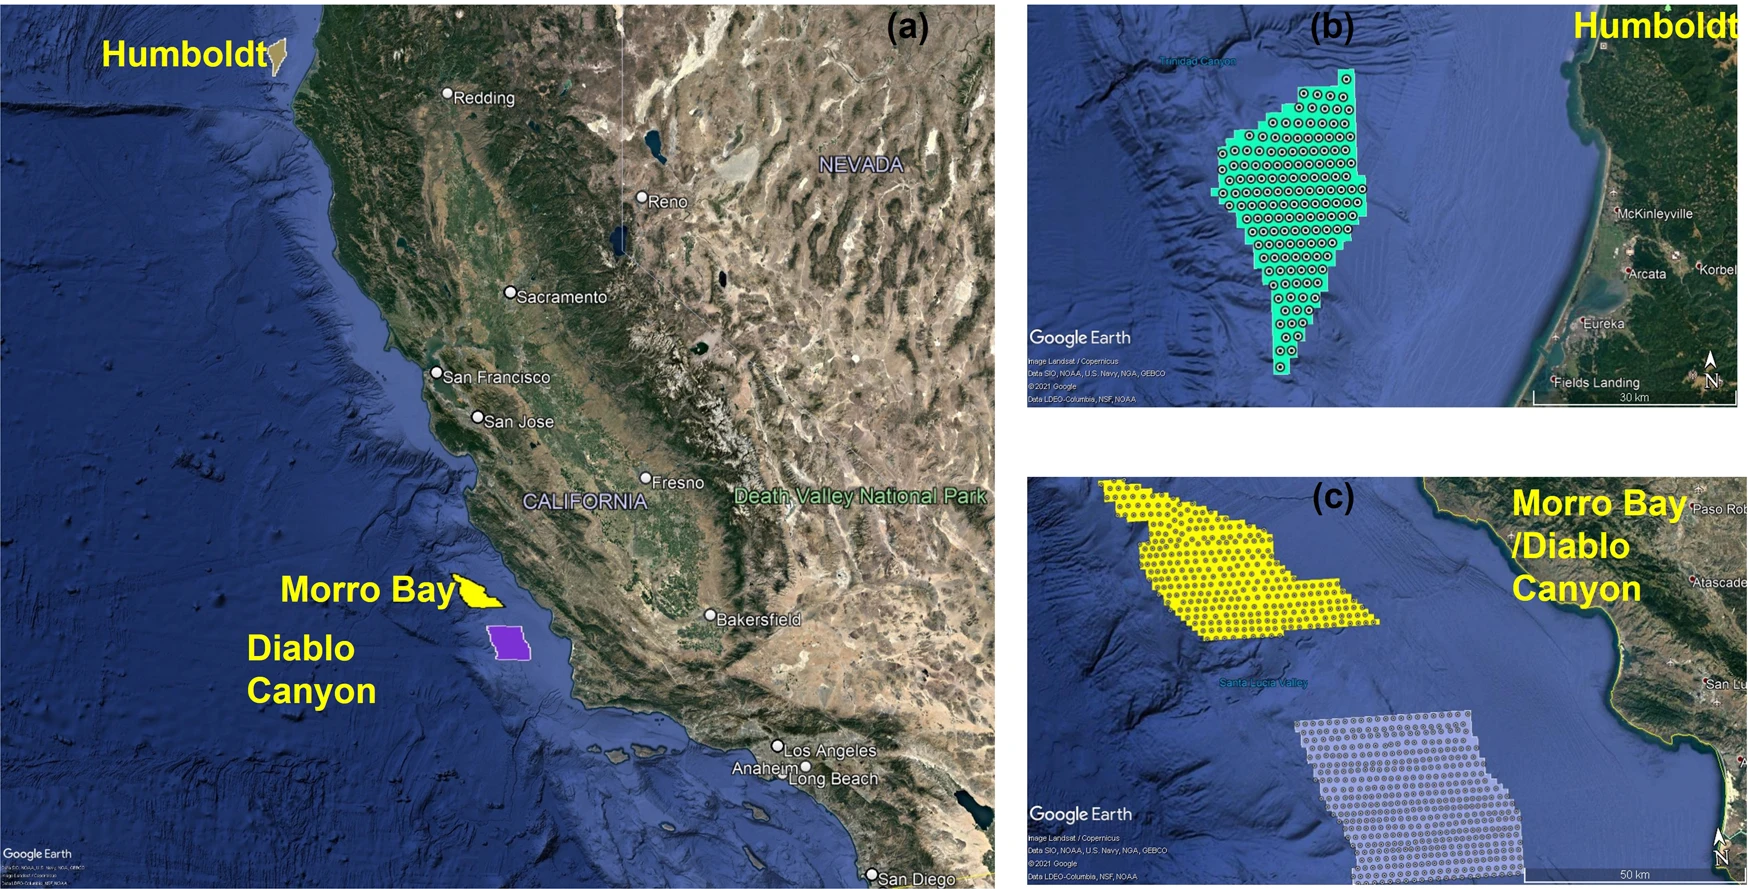 (a)
Humboldt
Redding
NEVADA
Reno
Sacramento
San Francisco
San Jose
Fresno
CALIFORNIA
Death Valley National Park
Morro Bay
Bakersfield
Diablo
Canyon
Los Angeles
Anaheim
Long Beach
San Diego
Google Earth
(b)
Humboldt
Trinidad Canyon
McKinleyville
Arcata
Korbel
Eureka
Fields Landing
Google Earth
Image Landsat / Copernicus
Data SIO, NOAA, U.S. Navy, NGA, GEBCO
©2021 Google
Data LDEO-Columbia, NSF, NOAA
N
30 km
(c)
Morro Bay
/Diablo
Canyon
Paso Rob
Atascade
Santa Lucia Valley
San Lu
Google Earth
Image Landsat / Copernicus
Data SIO, NOAA, U.S. Navy, NGA, GEBCO
©2021 Google
Data LDEO-Columbia, NSF, NOAA
N
50 km